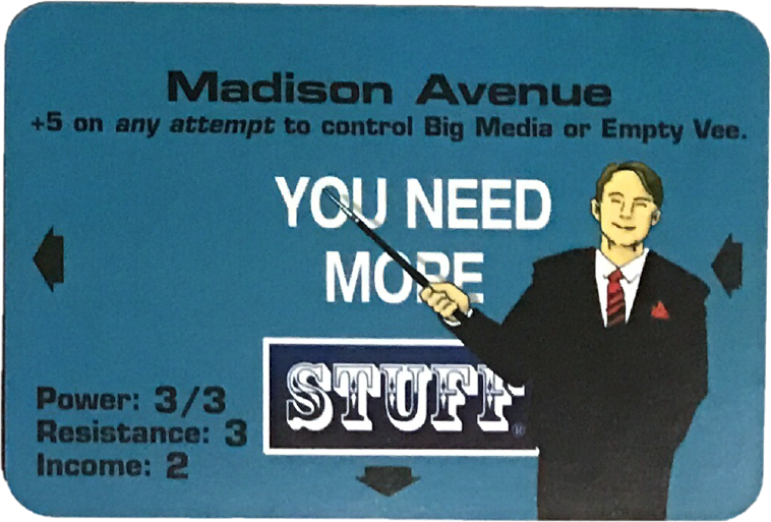 Madison Avenue
+5 on any attempt to control Big Media or Empty Vee.
YOU NEED
MORE
STUFF®
Power: 3/3
Resistance: 3
Income: 2